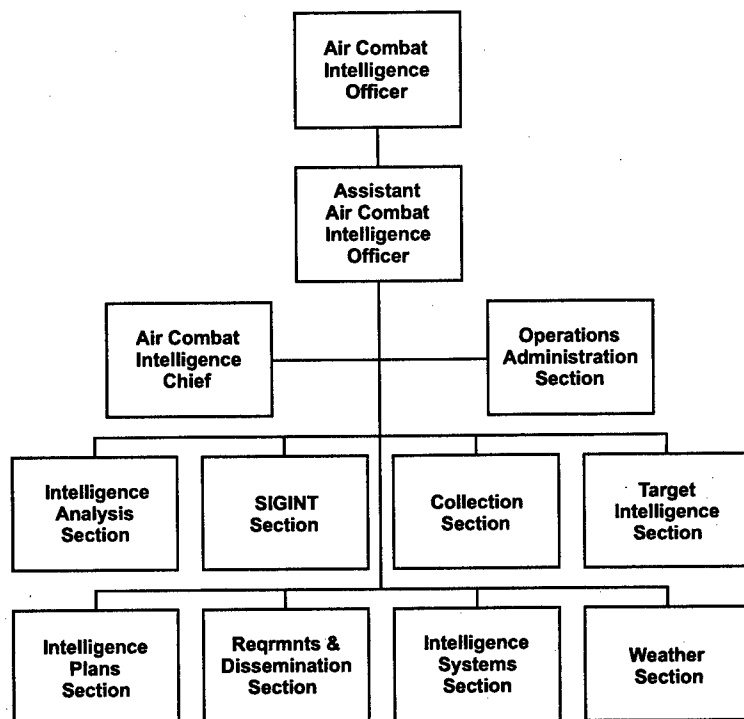 Air Combat
Intelligence
Officer
Assistant
Air Combat
Intelligence
Officer
Air Combat
Intelligence
Chief
Operations
Administration
Section
Intelligence
Analysis
Section
SIGINT
Section
Collection
Section
Target
Intelligence
Section
Intelligence
Plans
Section
Reqrmnts &
Dissemination
Section
Intelligence
Systems
Section
Weather
Section